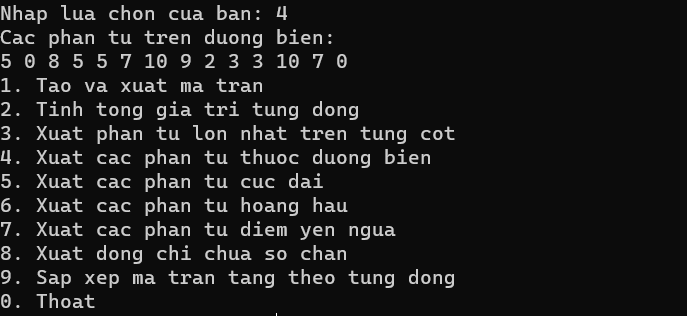 Nhap lua chon cua ban: 4
Cac phan tu tren duong bien:
5 0 8 5 5 7 10 9 2 3 3 10 7 0
1. Tao va xuat ma tran
2. Tinh tong gia tri tung dong
3. Xuat phan tu lon nhat tren tung cot
4. Xuat cac phan tu thuoc duong bien
5. Xuat cac phan tu cuc dai
6. Xuat cac phan tu hoang hau
7. Xuat cac phan tu diem yen ngua
8. Xuat dong chi chua so chan
9. Sap xep ma tran tang theo tung dong
0. Thoat